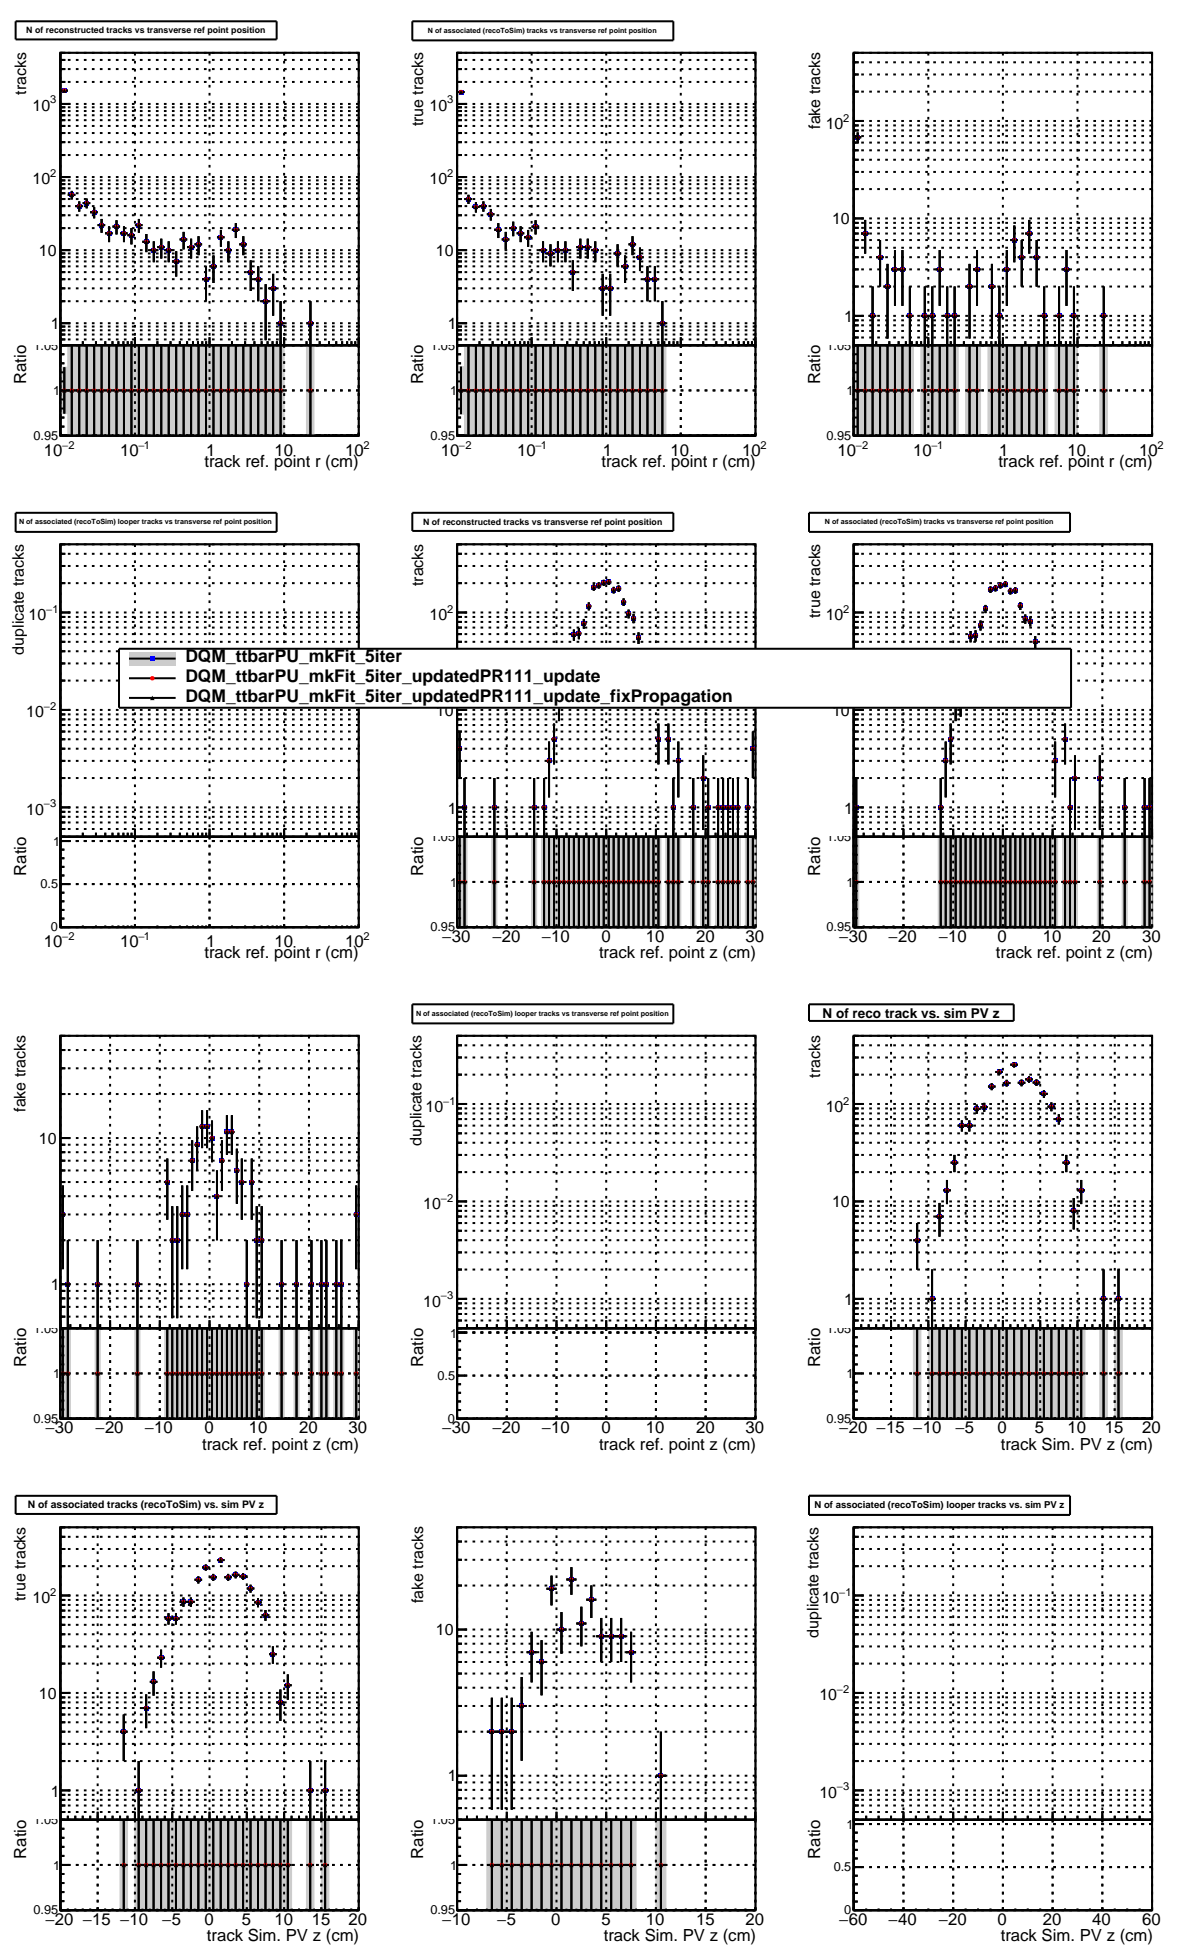 N of reconstructed tracks vs transverse ref point position
tracks
10³
10²
10
1
Ratio
1.05
1
0.95
10⁻² 10⁻¹ 1 10 10²
track ref. point r (cm)
N of associated (recoToSim) tracks vs transverse ref point position
true tracks
10³
10²
10
1
Ratio
1.05
1
0.95
10⁻² 10⁻¹ 1 10 10²
track ref. point r (cm)
fake tracks
10²
10
1
Ratio
1.05
1
0.95
10⁻² 10⁻¹ 1 10 10²
track ref. point r (cm)
N of associated (recoToSim) looper tracks vs transverse ref point position
duplicate tracks
10⁻¹
10⁻²
10⁻³
Ratio
1
0.5
0
10⁻² 10⁻¹ 1 10 10²
track ref. point r (cm)
N of reconstructed tracks vs transverse ref point position
tracks
10²
10
1
Ratio
1.05
1
0.95
−30 −20 −10 0 10 20 30
track ref. point z (cm)
N of associated (recoToSim) tracks vs transverse ref point position
true tracks
10²
10
1
Ratio
1.05
1
0.95
−30 −20 −10 0 10 20 30
track ref. point z (cm)
DQM_ttbarPU_mkFit_5iter
DQM_ttbarPU_mkFit_5iter_updatedPR111_update
DQM_ttbarPU_mkFit_5iter_updatedPR111_update_fixPropagation
fake tracks
10
1
Ratio
1.05
1
0.95
−30 −20 −10 0 10 20 30
track ref. point z (cm)
N of associated (recoToSim) looper tracks vs transverse ref point position
duplicate tracks
10⁻¹
10⁻²
10⁻³
Ratio
1
0.5
0
−30 −20 −10 0 10 20 30
track ref. point z (cm)
N of reco track vs. sim PV z
tracks
10²
10
1
Ratio
1.05
1
0.95
−20 −15 −10 −5 0 5 10 15 20
track Sim. PV z (cm)
N of associated tracks (recoToSim) vs. sim PV z
true tracks
10²
10
1
Ratio
1.05
1
0.95
−20 −15 −10 −5 0 5 10 15 20
track Sim. PV z (cm)
fake tracks
10
1
Ratio
1.05
1
0.95
−10 −5 0 5 10 15 20
track Sim. PV z (cm)
N of associated (recoToSim) looper tracks vs. sim PV z
duplicate tracks
10⁻¹
10⁻²
10⁻³
Ratio
1
0.5
0
−60 −40 −20 0 20 40 60
track Sim. PV z (cm)